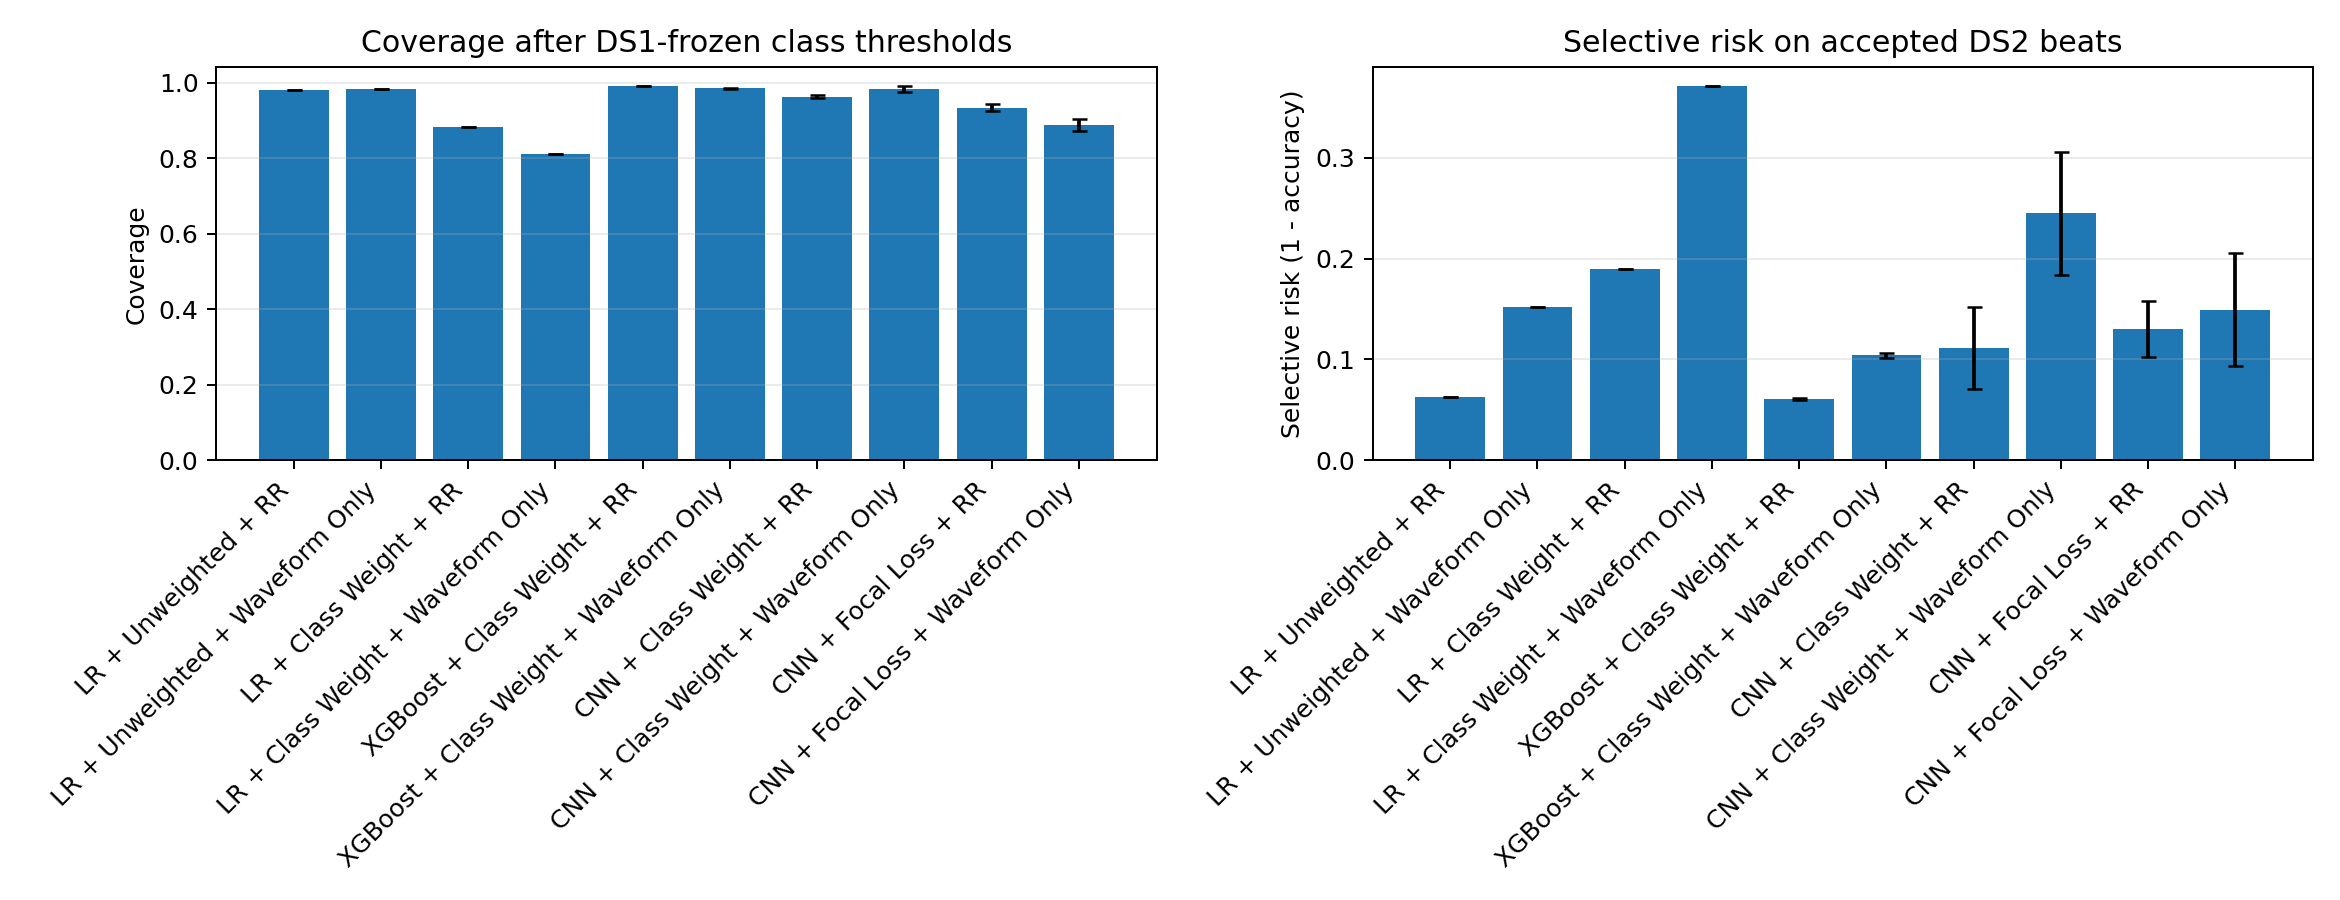 Coverage after DS1-frozen class thresholds
Coverage
1.0
0.8
0.6
0.4
0.2
0.0
LR + Unweighted + RR
LR + Unweighted + Waveform Only
LR + Class Weight + RR
LR + Class Weight + Waveform Only
XGBoost + Class Weight + RR
XGBoost + Class Weight + Waveform Only
CNN + Class Weight + RR
CNN + Class Weight + Waveform Only
CNN + Focal Loss + RR
CNN + Focal Loss + Waveform Only
Selective risk on accepted DS2 beats
Selective risk (1 - accuracy)
0.3
0.2
0.1
0.0
LR + Unweighted + RR
LR + Unweighted + Waveform Only
LR + Class Weight + RR
LR + Class Weight + Waveform Only
XGBoost + Class Weight + RR
XGBoost + Class Weight + Waveform Only
CNN + Class Weight + RR
CNN + Class Weight + Waveform Only
CNN + Focal Loss + RR
CNN + Focal Loss + Waveform Only